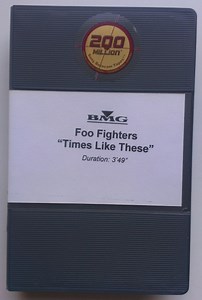 200
MILLION
BMG
Foo Fighters
"Times Like These"
Duration: 3'49"